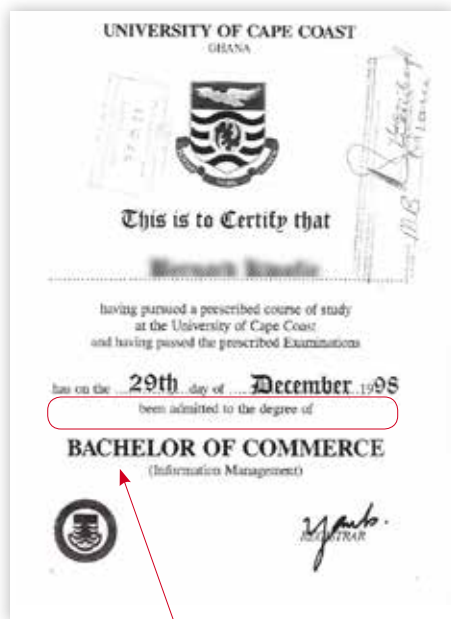 UNIVERSITY OF CAPE COAST
GHANA
This is to Certify that
having pursued a prescribed course of study
at the University of Cape Coast
and having passed the prescribed Examinations
has on the ....29th...day of .....December..1998
been admitted to the degree of
BACHELOR OF COMMERCE
(Information Management)
REGISTRAR